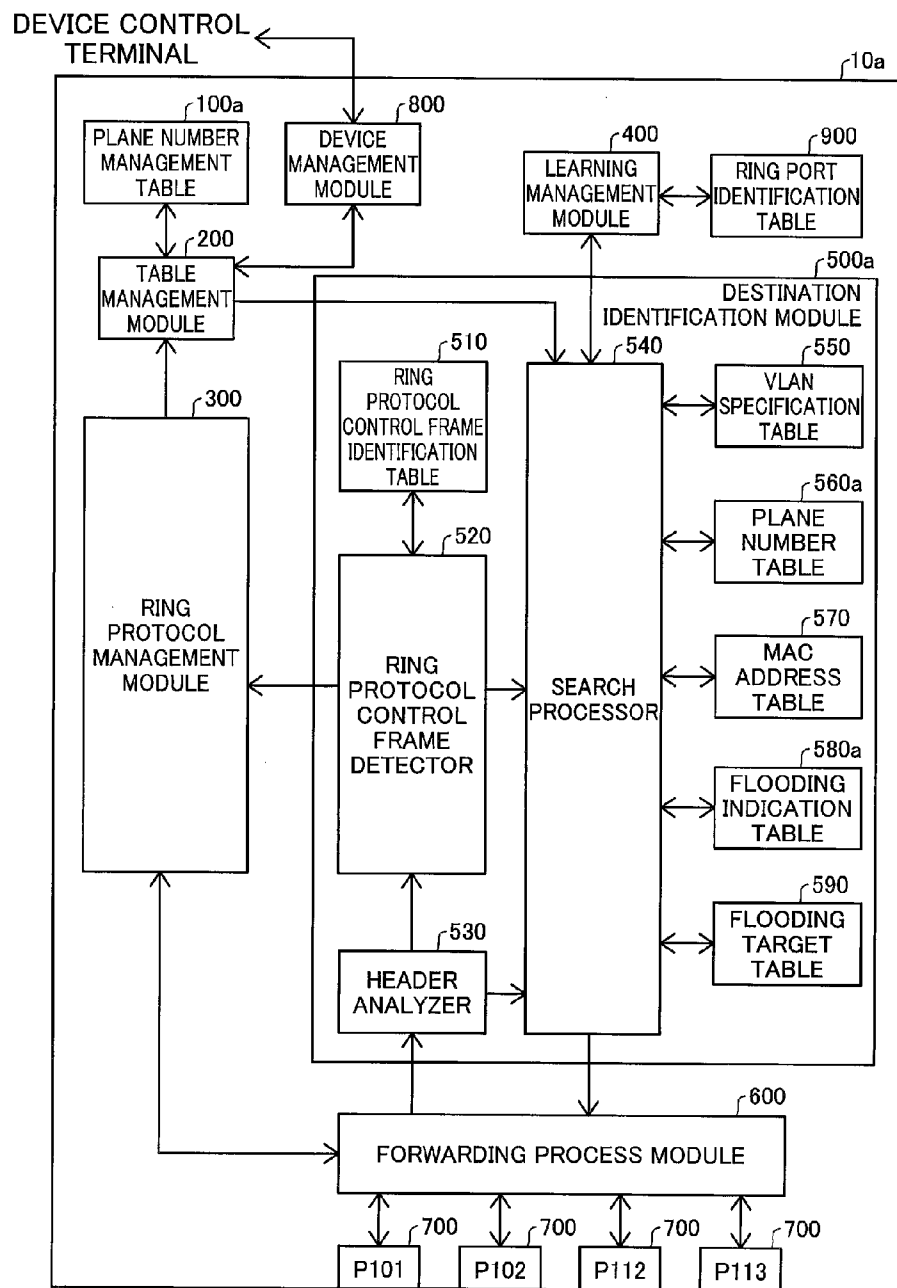 DEVICE CONTROL
TERMINAL
10a
100a
PLANE NUMBER
MANAGEMENT
TABLE
800
DEVICE
MANAGEMENT
MODULE
400
LEARNING
MANAGEMENT
MODULE
900
RING PORT
IDENTIFICATION
TABLE
200
TABLE
MANAGEMENT
MODULE
500a
DESTINATION
IDENTIFICATION MODULE
510
RING
PROTOCOL
CONTROL FRAME
IDENTIFICATION
TABLE
540
SEARCH
PROCESSOR
550
VLAN
SPECIFICATION
TABLE
300
RING
PROTOCOL
MANAGEMENT
MODULE
560a
PLANE
NUMBER
TABLE
520
RING
PROTOCOL
CONTROL
FRAME
DETECTOR
570
MAC
ADDRESS
TABLE
580a
FLOODING
INDICATION
TABLE
530
HEADER
ANALYZER
590
FLOODING
TARGET
TABLE
600
FORWARDING PROCESS MODULE
700
P101
700
P102
700
P112
700
P113